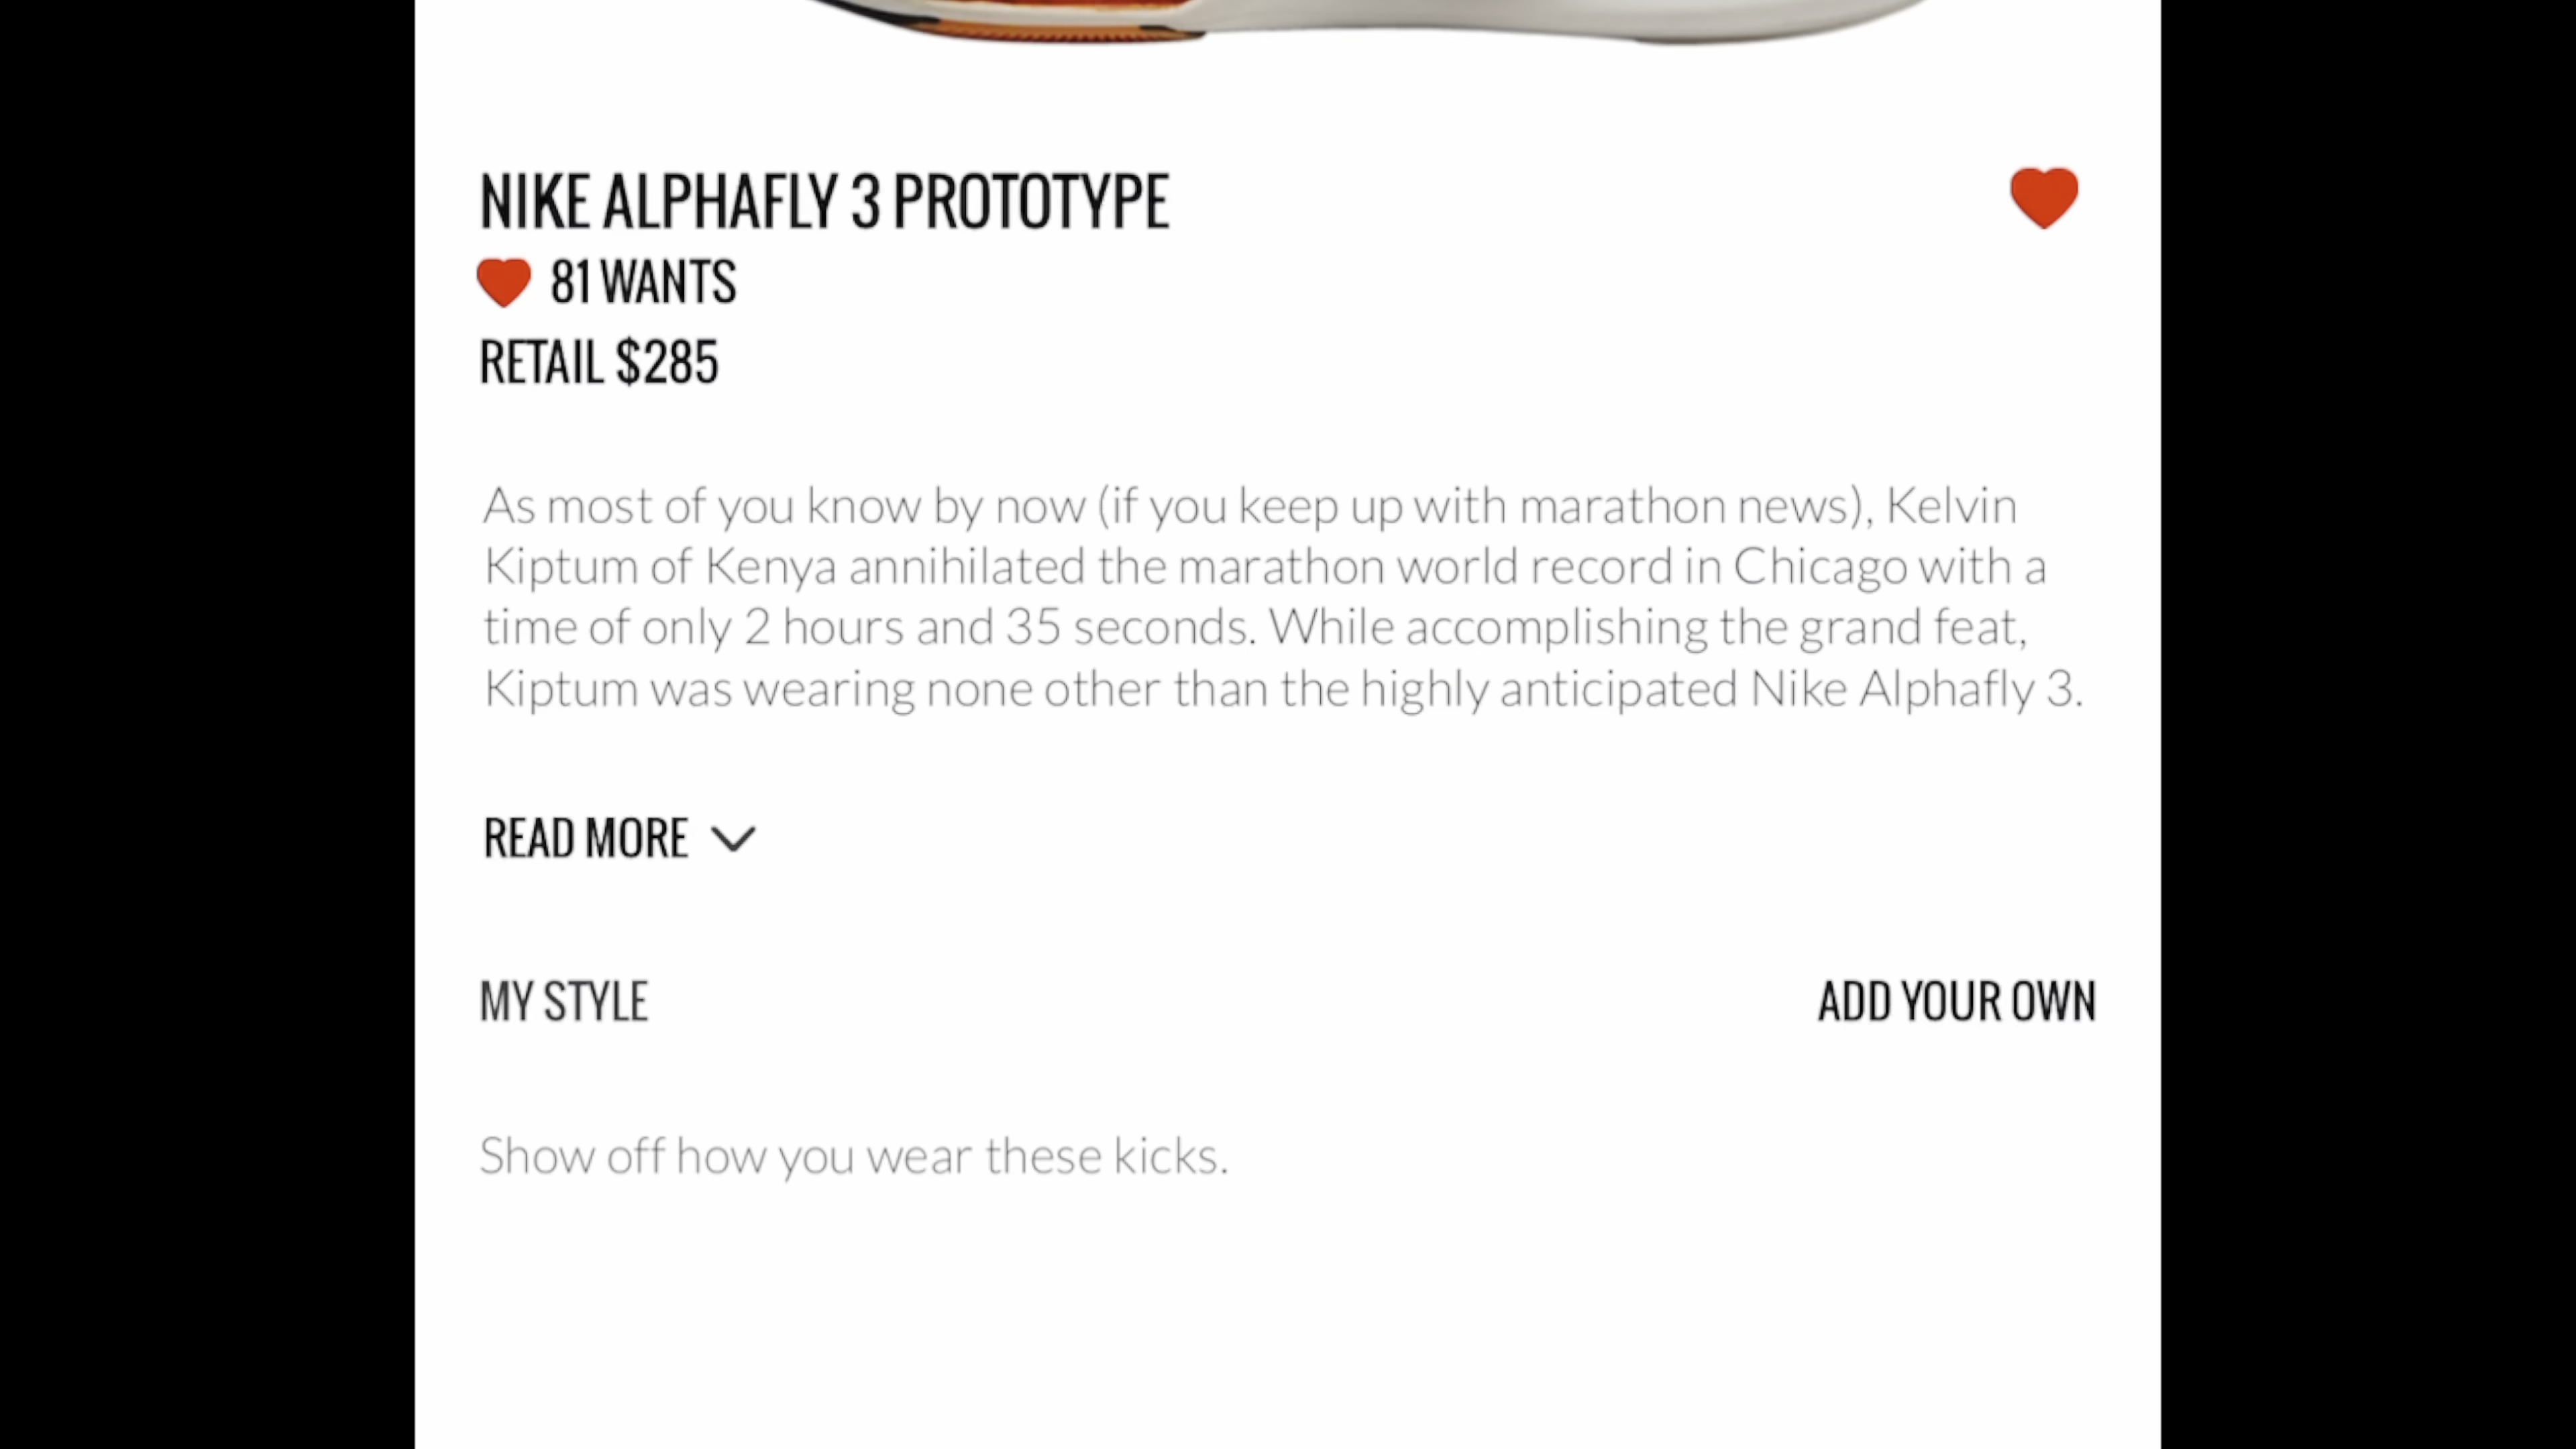 NIKE ALPHAFLY 3 PROTOTYPE
81 WANTS
RETAIL $285
As most of you know by now (if you keep up with marathon news), Kelvin
Kiptum of Kenya annihilated the marathon world record in Chicago with a
time of only 2 hours and 35 seconds. While accomplishing the grand feat,
Kiptum was wearing none other than the highly anticipated Nike Alphafly 3.
READ MORE
MY STYLE
ADD YOUR OWN
Show off how you wear these kicks.